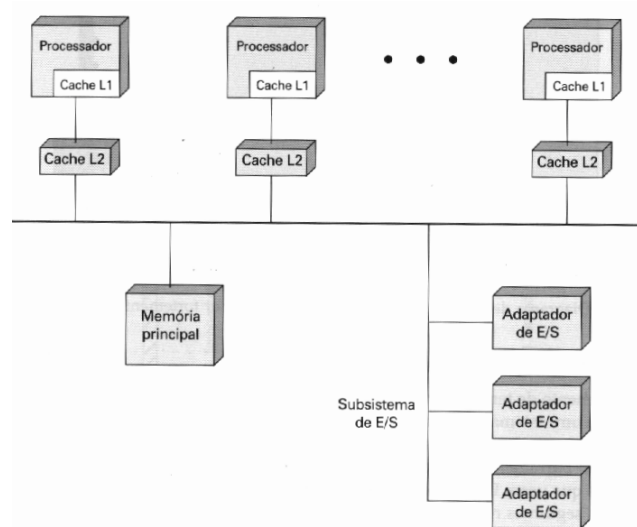 Processador
Cache L1
Processador
Cache L1
Processador
Cache L1
Cache L2
Cache L2
Cache L2
Memória
principal
Subsistema
de E/S
Adaptador
de E/S
Adaptador
de E/S
Adaptador
de E/S